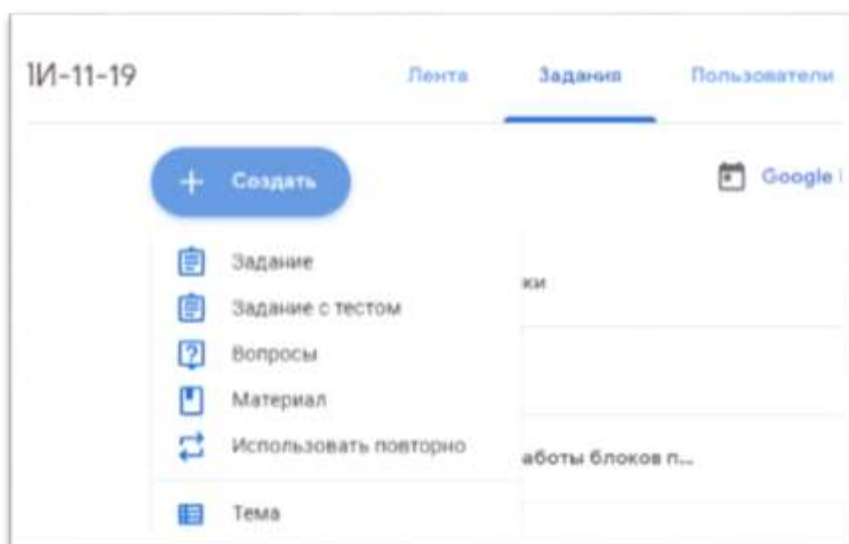 1И-11-19
Лента Задания Пользователи
+ Создать
Google
Задание
ки
Задание с тестом
Вопросы
Материал
Использовать повторно
аботы блоков п...
Тема